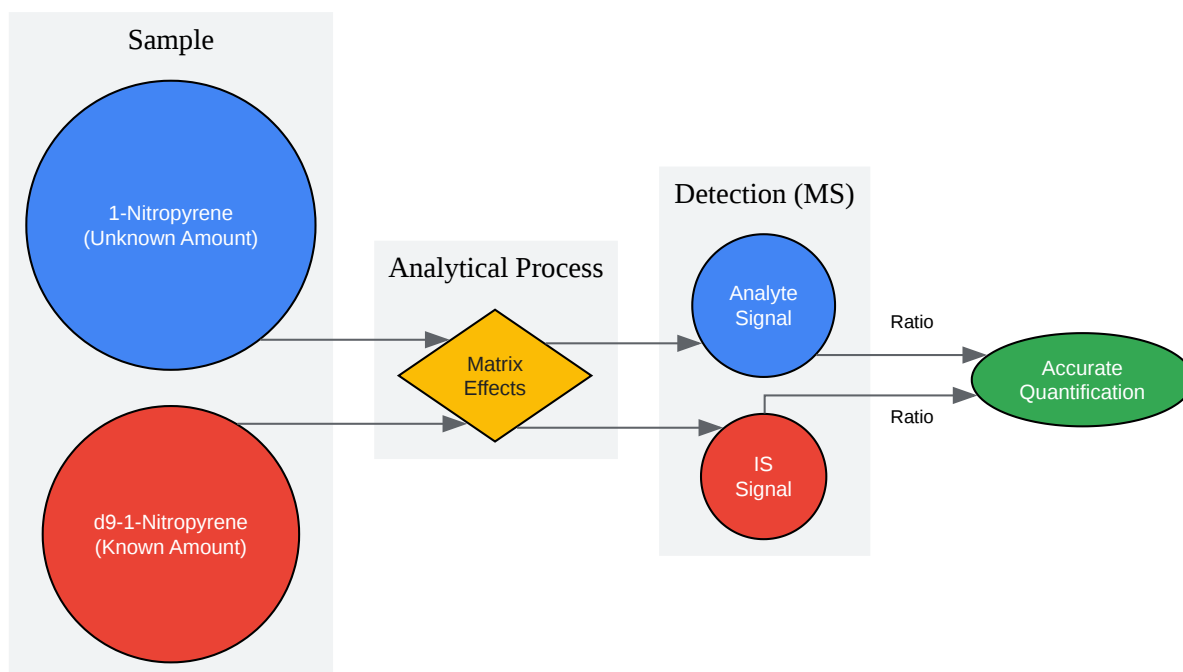 Sample
1-Nitropyrene
(Unknown Amount)
d9-1-Nitropyrene
(Known Amount)
Analytical Process
Matrix
Effects
Detection (MS)
Analyte
Signal
IS
Signal
Ratio
Ratio
Accurate
Quantification